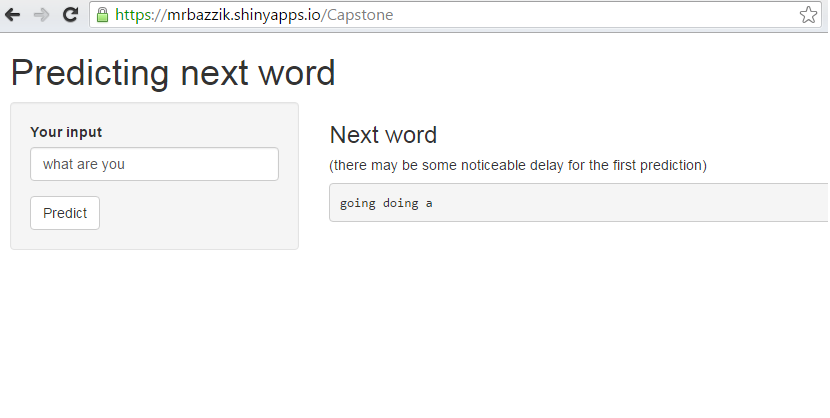 https://mrbazzik.shinyapps.io/Capstone
Predicting next word
Your input
what are you
Predict
Next word
(there may be some noticeable delay for the first prediction)
going doing a